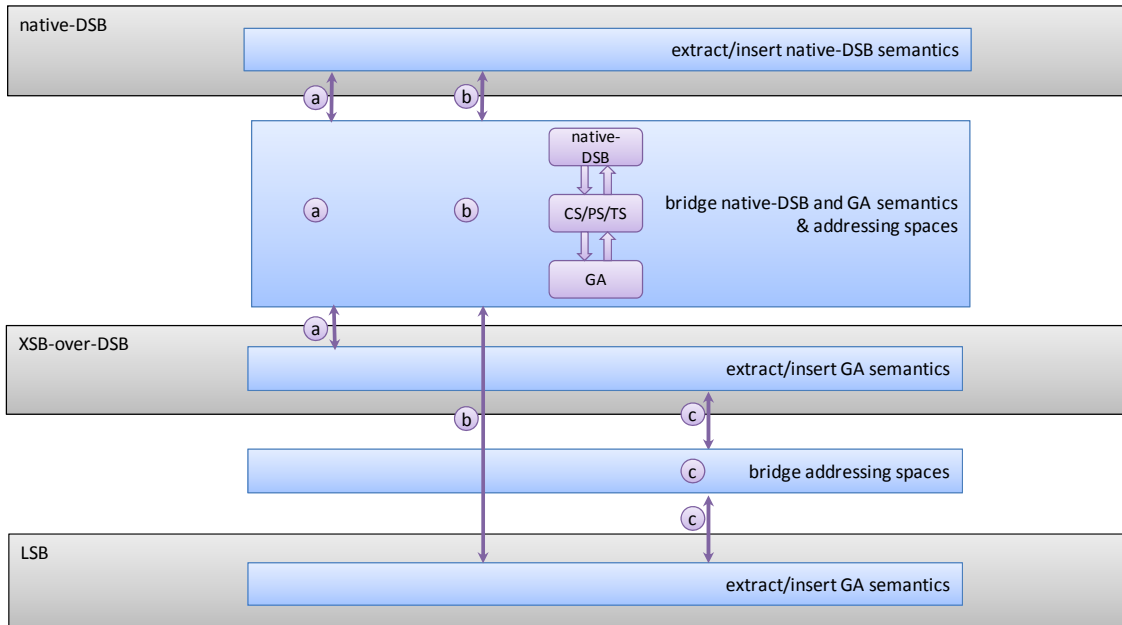 native-DSB
extract/insert native-DSB semantics
a
b
native-
DSB
a
b
CS/PS/TS
bridge native-DSB and GA semantics
& addressing spaces
GA
a
XSB-over-DSB
extract/insert GA semantics
b
c
c
bridge addressing spaces
c
LSB
extract/insert GA semantics